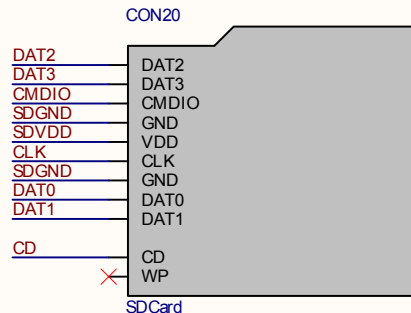 CON20
DAT2 DAT2
DAT3 DAT3
CMDIO CMDIO
SDGND GND
SDVDD VDD
CLK CLK
SDGND GND
DAT0 DAT0
DAT1 DAT1
CD CD
WP
SDCard